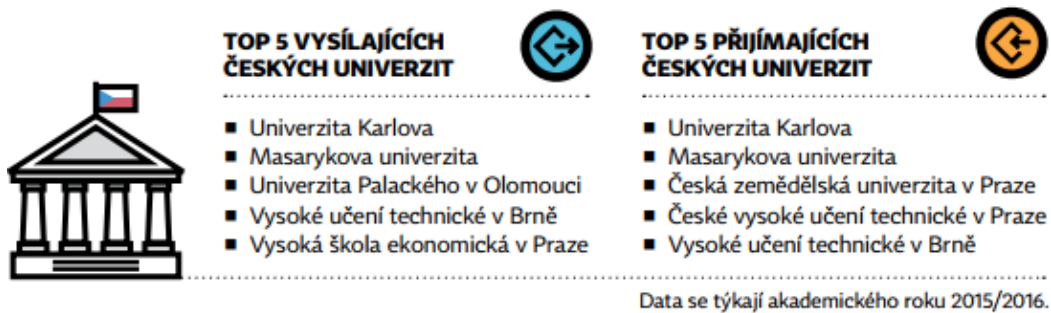 TOP 5 VYSÍLAJÍCÍCH
ČESKÝCH UNIVERZIT
■ Univerzita Karlova
■ Masarykova univerzita
■ Univerzita Palackého v Olomouci
■ Vysoké učení technické v Brně
■ Vysoká škola ekonomická v Praze
TOP 5 PŘIJÍMAJÍCÍCH
ČESKÝCH UNIVERZIT
■ Univerzita Karlova
■ Masarykova univerzita
■ Česká zemědělská univerzita v Praze
■ České vysoké učení technické v Praze
■ Vysoké učení technické v Brně
Data se týkají akademického roku 2015/2016.